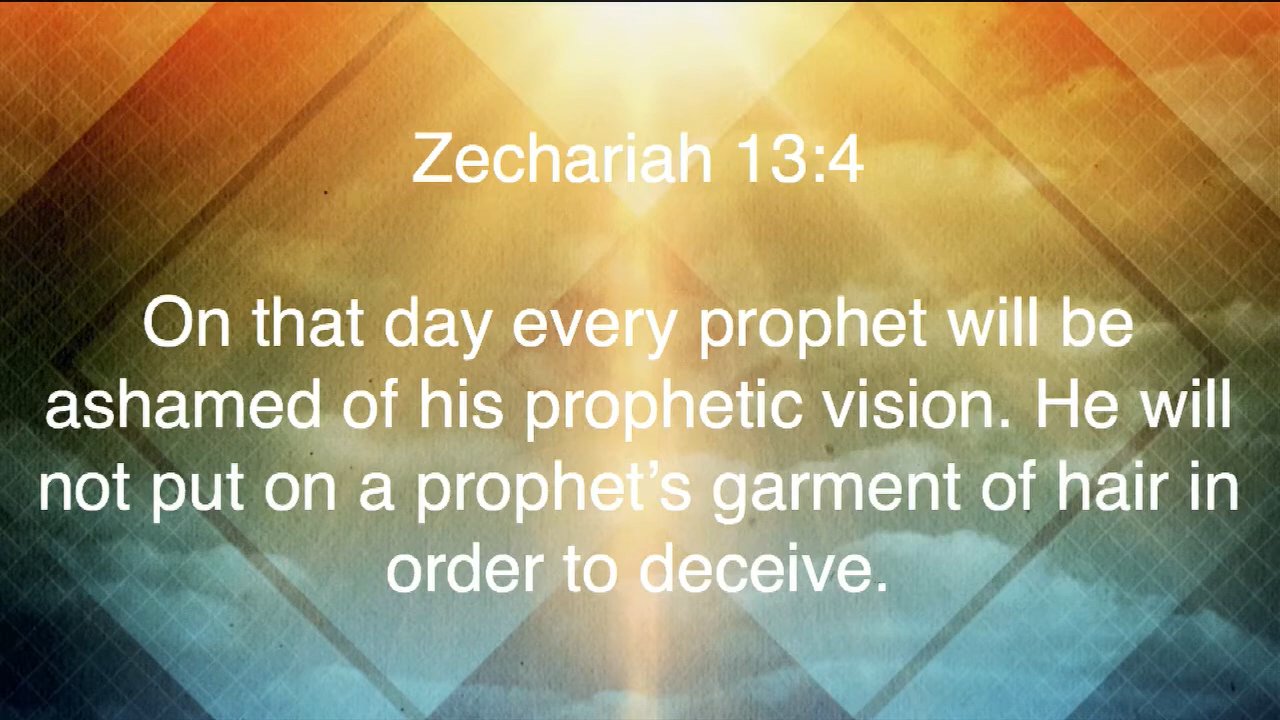 Zechariah 13:4
On that day every prophet will be
ashamed of his prophetic vision. He will
not put on a prophet’s garment of hair in
order to deceive.